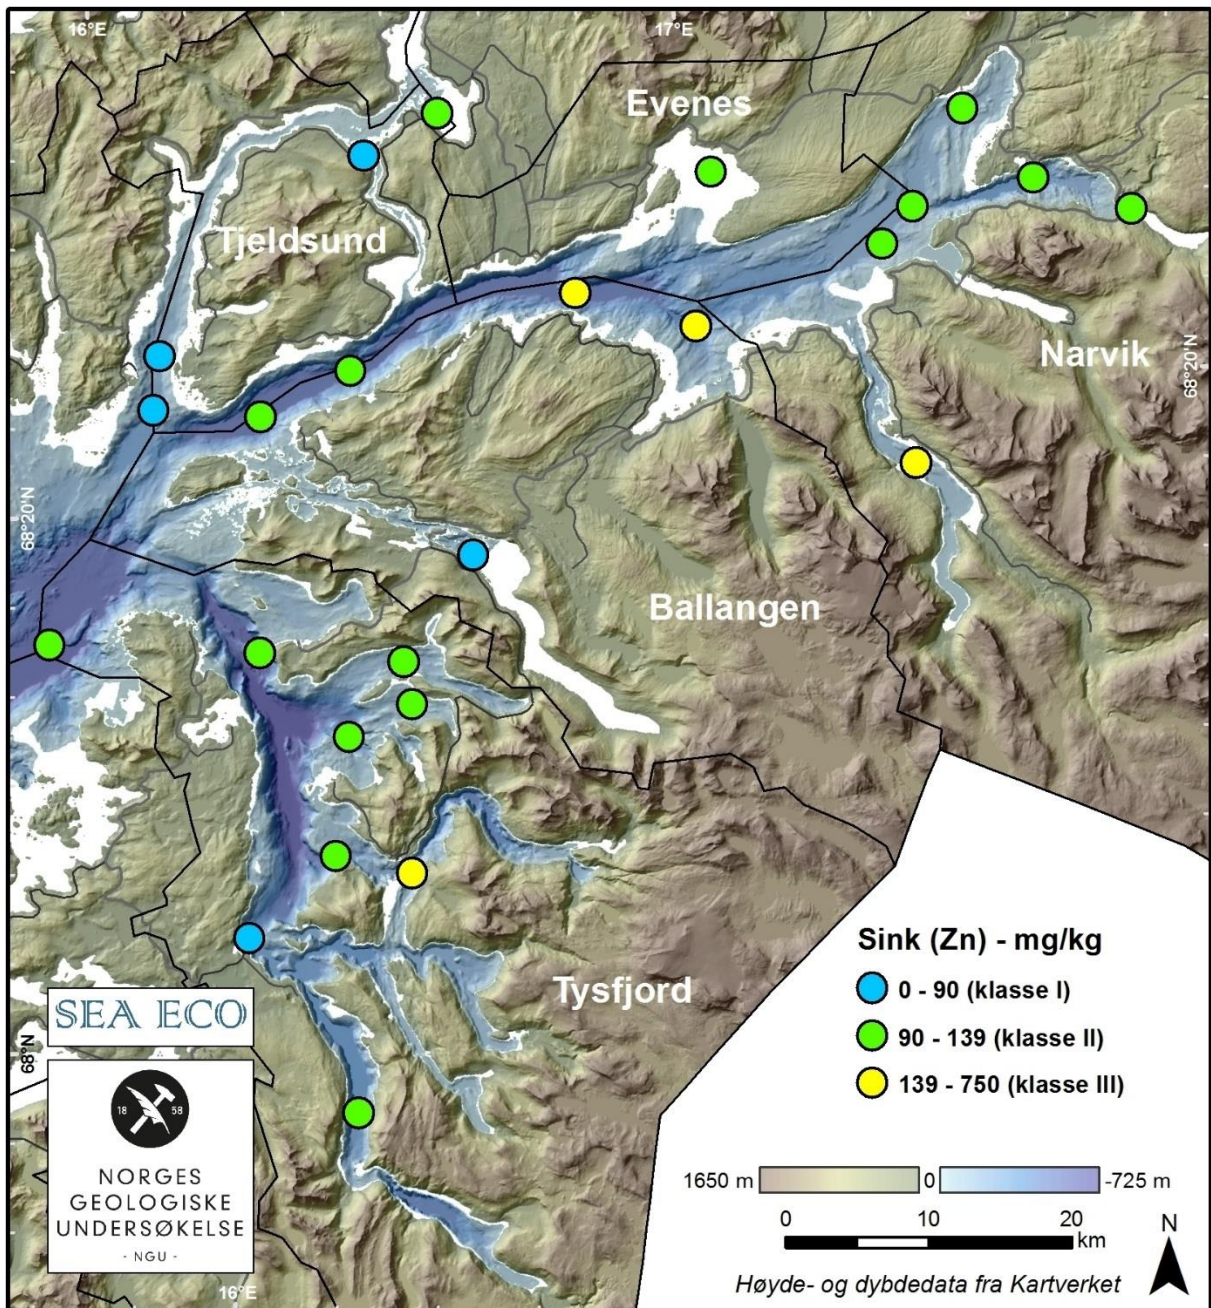 16°E
17°E
Evenes
Tjeldsund
Narvik
68°20'N
68°20'N
Ballangen
Sink (Zn) - mg/kg
0 - 90 (klasse I)
90 - 139 (klasse II)
139 - 750 (klasse III)
Tysfjord
SEA ECO
68°N
18 58
NORGES
GEOLOGISKE
UNDERSØKELSE
- NGU -
1650 m 0 -725 m
0 10 20
km
N
Høyde- og dybdedata fra Kartverket
16°E